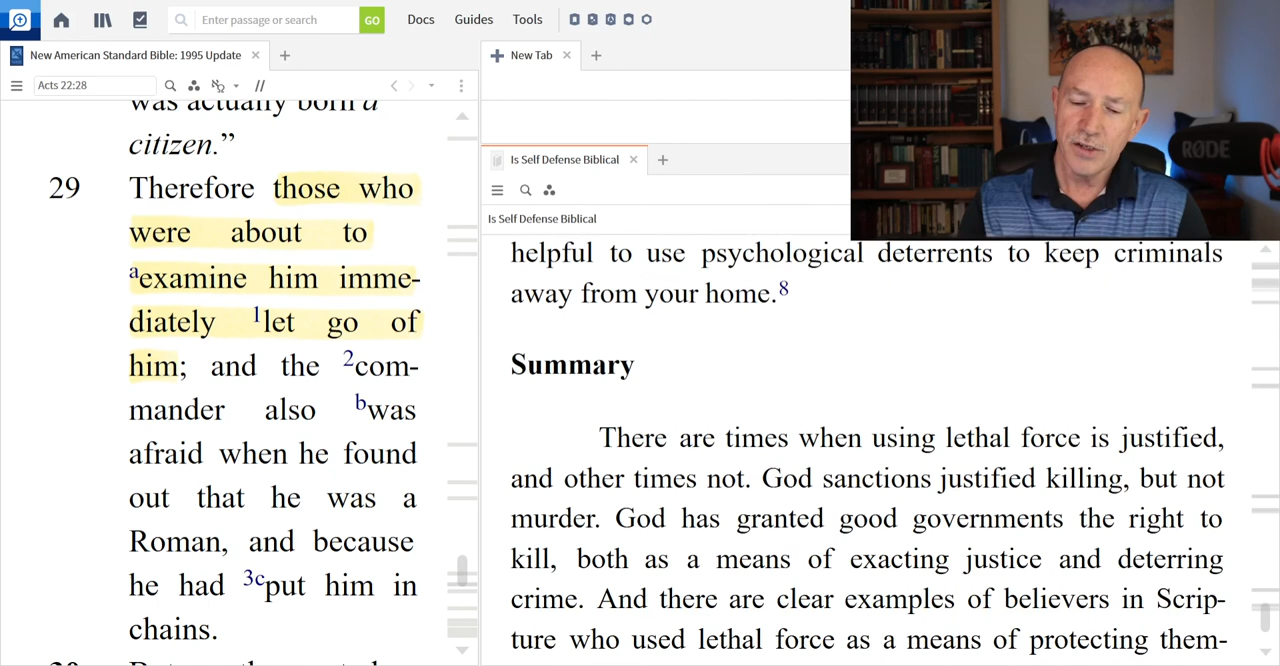 Enter passage or search
GO
Docs
Guides
Tools
New American Standard Bible: 1995 Update
New Tab
Acts 22:28
was actually born a
citizen.”
29 Therefore those who
were about to
aexamine him imme-
diately 1let go of
him; and the 2com-
mander also bwas
afraid when he found
out that he was a
Roman, and because
he had 3cput him in
chains.
Is Self Defense Biblical
Is Self Defense Biblical
helpful to use psychological deterrents to keep criminals
away from your home.8
Summary
There are times when using lethal force is justified,
and other times not. God sanctions justified killing, but not
murder. God has granted good governments the right to
kill, both as a means of exacting justice and deterring
crime. And there are clear examples of believers in Scrip-
ture who used lethal force as a means of protecting them-
RØDE